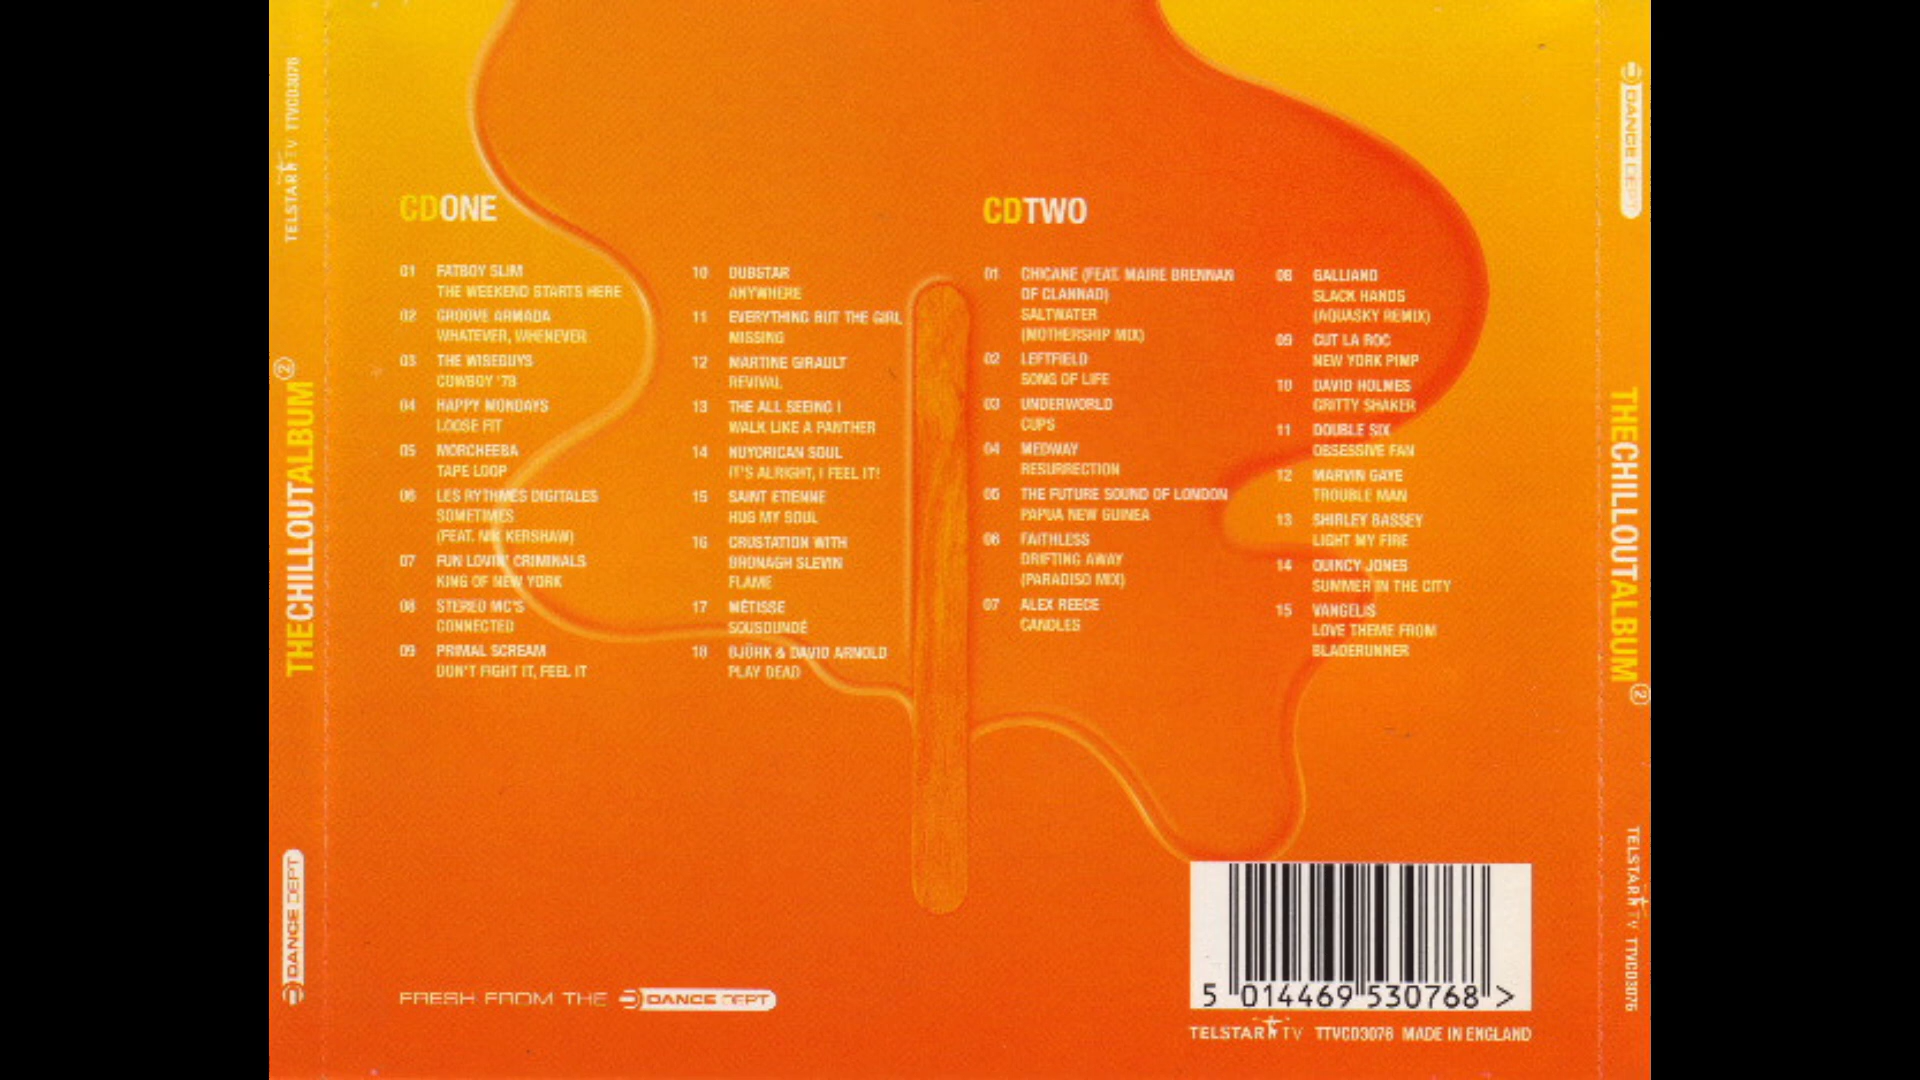 CDONE
01 FATBOY SLIM
THE WEEKEND STARTS HERE
02 GROOVE ARMADA
WHATEVER, WHENEVER
03 THE WISEGUYS
COWBOY '78
04 HAPPY MONDAYS
LOOSE FIT
05 MORCHEEBA
TAPE LOOP
06 LES RYTHMES DIGITALES
SOMETIMES
(FEAT. NIK KERSHAW)
07 FUN LOVIN' CRIMINALS
KING OF NEW YORK
08 STEREO MC'S
CONNECTED
09 PRIMAL SCREAM
DON'T FIGHT IT, FEEL IT
10 DUBSTAR
ANYWHERE
11 EVERYTHING BUT THE GIRL
MISSING
12 MARTINE GIRAULT
REVIVAL
13 THE ALL SEEING I
WALK LIKE A PANTHER
14 NUYORICAN SOUL
IT'S ALRIGHT, I FEEL IT!
15 SAINT ETIENNE
HUG MY SOUL
16 CRUSTATION WITH
BRONAGH SLEVIN
FLAME
17 MÉTISSE
SOUSOUNDÉ
18 BJÖRK & DAVID ARNOLD
PLAY DEAD
CDTWO
01 CHICANE (FEAT. MAIRE BRENNAN
OF CLANNAD)
SALTWATER
(MOTHERSHIP MIX)
02 LEFTFIELD
SONG OF LIFE
03 UNDERWORLD
CUPS
04 MEDWAY
RESURRECTION
05 THE FUTURE SOUND OF LONDON
PAPUA NEW GUINEA
06 FAITHLESS
DRIFTING AWAY
(PARADISO MIX)
07 ALEX REECE
CANDLES
08 GALLIANO
SLACK HANDS
(AQUASKY REMIX)
09 CUT LA ROC
NEW YORK PIMP
10 DAVID HOLMES
GRITTY SHAKER
11 DOUBLE SIX
OBSESSIVE FAN
12 MARVIN GAYE
TROUBLE MAN
13 SHIRLEY BASSEY
LIGHT MY FIRE
14 QUINCY JONES
SUMMER IN THE CITY
15 VANGELIS
LOVE THEME FROM
BLADERUNNER
FRESH FROM THE DANCE DEPT
5 014469 530768 >
TELSTAR TV TTVCD3076 MADE IN ENGLAND
DANCE DEPT THECHILLOUTALBUM 2 TELSTAR TV TTVCD3076
DANCE DEPT THECHILLOUTALBUM 2 TELSTAR TV TTVCD3076